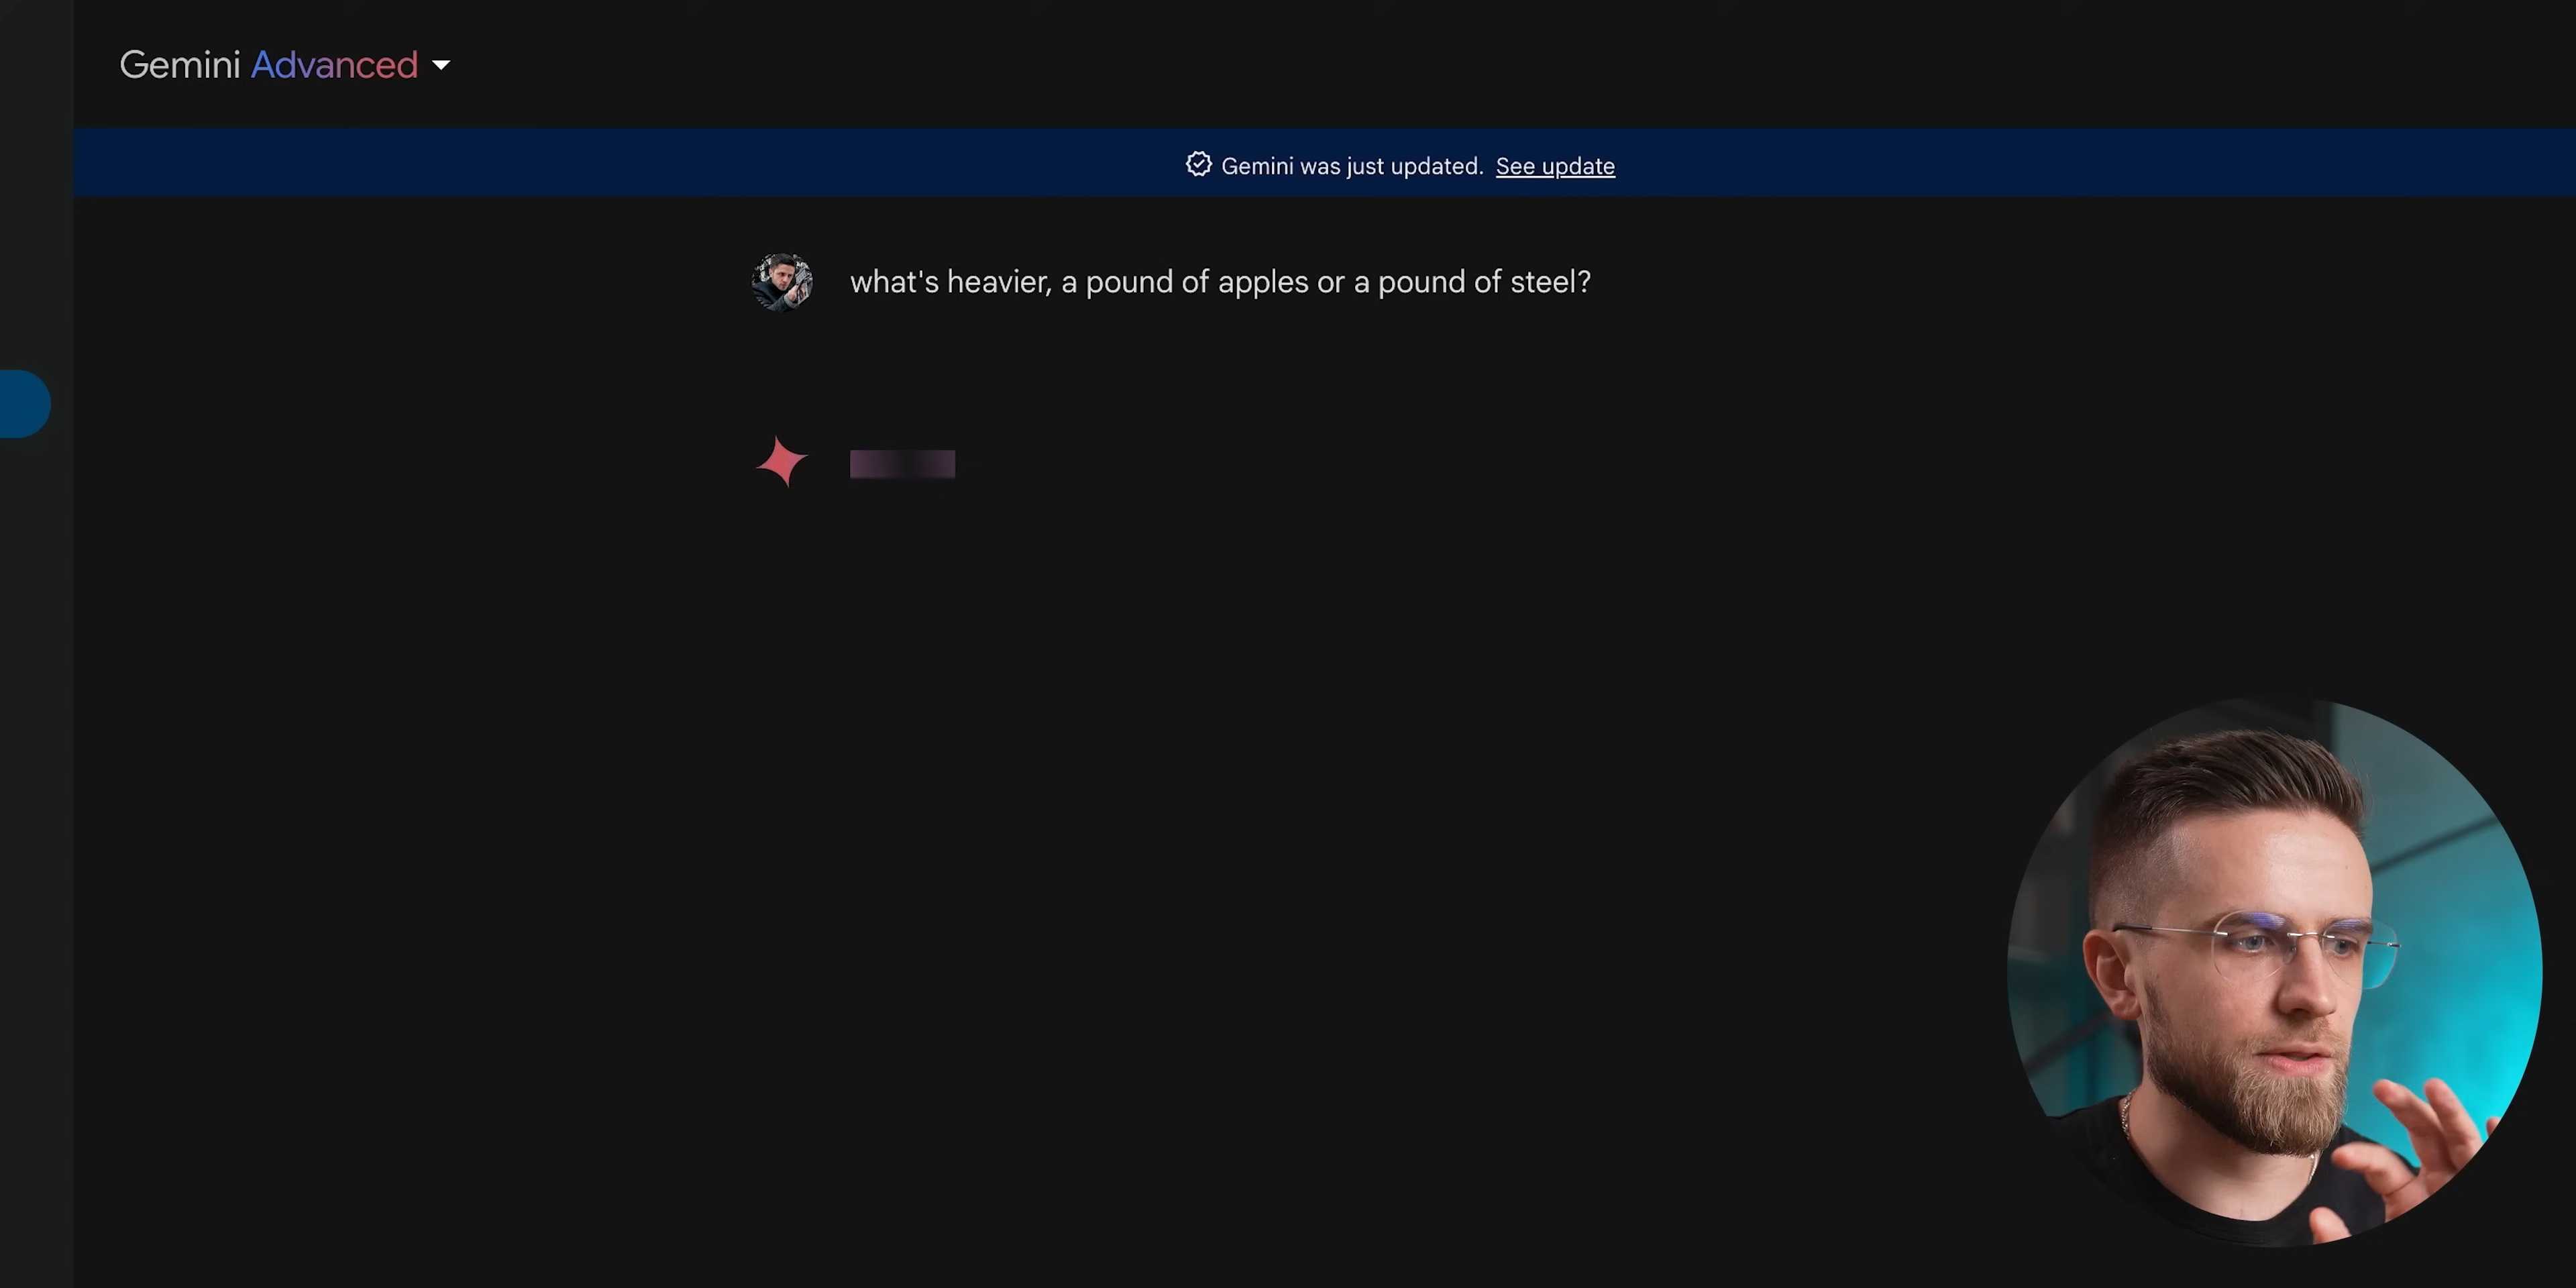 Gemini Advanced
Gemini was just updated. See update
what's heavier, a pound of apples or a pound of steel?